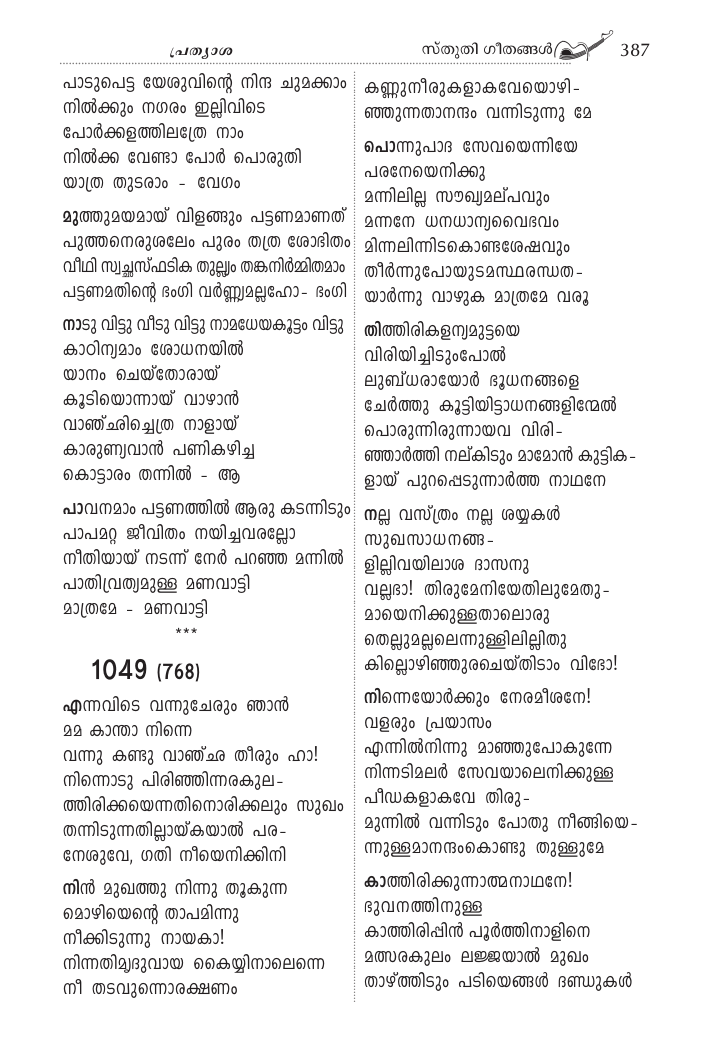 പ്രത്യാശ
സ്തുതി ഗീതങ്ങൾ 387
പാടുപെട്ട യേശുവിന്റെ നിന്ദ ചുമക്കാം
നിൽക്കും നഗരം ഇല്ലിവിടെ
പോർക്കളത്തിലത്രേ നാം
നിൽക്ക വേണ്ടാ പോർ പൊരുതി
യാത്ര തുടരാം - വേഗം
മുത്തുമയമായ് വിളങ്ങും പട്ടണമാണത്
പുത്തനെരുശലേം പുരം തത്ര ശോഭിതം
വീഥി സ്വച്ഛസ്ഫടിക തുല്ല്യം തങ്കനിർമ്മിതമാം
പട്ടണമതിന്റെ ഭംഗി വർണ്ണ്യമല്ലഹോ- ഭംഗി
നാടു വിട്ടു വീടു വിട്ടു നാമധേയകൂട്ടം വിട്ടു
കാഠിന്യമാം ശോധനയിൽ
യാനം ചെയ്തോരായ്
കൂടിയൊന്നായ് വാഴാൻ
വാഞ്ഛിച്ചെത്ര നാളായ്
കാരുണ്യവാൻ പണികഴിച്ച
കൊട്ടാരം തന്നിൽ - ആ
പാവനമാം പട്ടണത്തിൽ ആരു കടന്നിടും
പാപമറ്റ ജീവിതം നയിച്ചവരല്ലോ
നീതിയായ് നടന്ന് നേർ പറഞ്ഞ മന്നിൽ
പാതിവ്രത്യമുള്ള മണവാട്ടി
മാത്രമേ - മണവാട്ടി
***
1049 (768)
എന്നവിടെ വന്നുചേരും ഞാൻ
മമ കാന്താ നിന്നെ
വന്നു കണ്ടു വാഞ്ഛ തീരും ഹാ!
നിന്നൊടു പിരിഞ്ഞിന്നരകുല-
ത്തിരിക്കയെന്നതിനൊരിക്കലും സുഖം
തന്നിടുന്നതില്ലായ്കയാൽ പര-
നേശുവേ, ഗതി നീയെനിക്കിനി
നിൻ മുഖത്തു നിന്നു തൂകുന്ന
മൊഴിയെന്റെ താപമിന്നു
നീക്കിടുന്നു നായകാ!
നിന്നതിമൃദുവായ കൈയ്യിനാലെന്നെ
നീ തടവുന്നൊരക്ഷണം
കണ്ണുനീരുകളാകവേയൊഴി-
ഞ്ഞുന്നതാനന്ദം വന്നിടുന്നു മേ
പൊന്നുപാദ സേവയെന്നിയേ
പരനേയെനിക്കു
മന്നിലില്ല സൗഖ്യമല്പവും
മന്നനേ ധനധാന്യവൈഭവം
മിന്നലിന്നിടകൊണ്ടശേഷവും
തീർന്നുപോയുടമസ്ഥരന്ധത-
യാർന്നു വാഴുക മാത്രമേ വരൂ
തിത്തിരികളന്യമുട്ടയെ
വിരിയിച്ചിടുംപോൽ
ലുബ്ധരായോർ ഭൂധനങ്ങളെ
ചേർത്തു കൂട്ടിയിട്ടാധനങ്ങളിന്മേൽ
പൊരുന്നിരുന്നായവ വിരി-
ഞ്ഞാർത്തി നല്കിടും മാമോൻ കുട്ടിക-
ളായ് പുറപ്പെടുന്നാർത്ത നാഥനേ
നല്ല വസ്ത്രം നല്ല ശയ്യകൾ
സുഖസാധനങ്ങ-
ളില്ലിവയിലാശ ദാസനു
വല്ലഭാ! തിരുമേനിയേതിലുമേതു-
മായെനിക്കുള്ളതാലൊരു
തെല്ലുമല്ലലെന്നുള്ളിലില്ലിതു
കില്ലൊഴിഞ്ഞുരചെയ്തിടാം വിഭോ!
നിന്നെയോർക്കും നേരമീശനേ!
വളരും പ്രയാസം
എന്നിൽനിന്നു മാഞ്ഞുപോകുന്നേ
നിന്നടിമലർ സേവയാലെനിക്കുള്ള
പീഡകളാകവേ തിരു-
മുന്നിൽ വന്നിടും പോതു നീങ്ങിയെ-
ന്നുള്ളമാനന്ദംകൊണ്ടു തുള്ളുമേ
കാത്തിരിക്കുന്നാത്മനാഥനേ!
ഭുവനത്തിനുള്ള
കാത്തിരിപ്പിൻ പൂർത്തിനാളിനെ
മത്സരകുലം ലജ്ജയാൽ മുഖം
താഴ്ത്തിടും പടിയെങ്ങൾ ദണ്ഡുകൾ